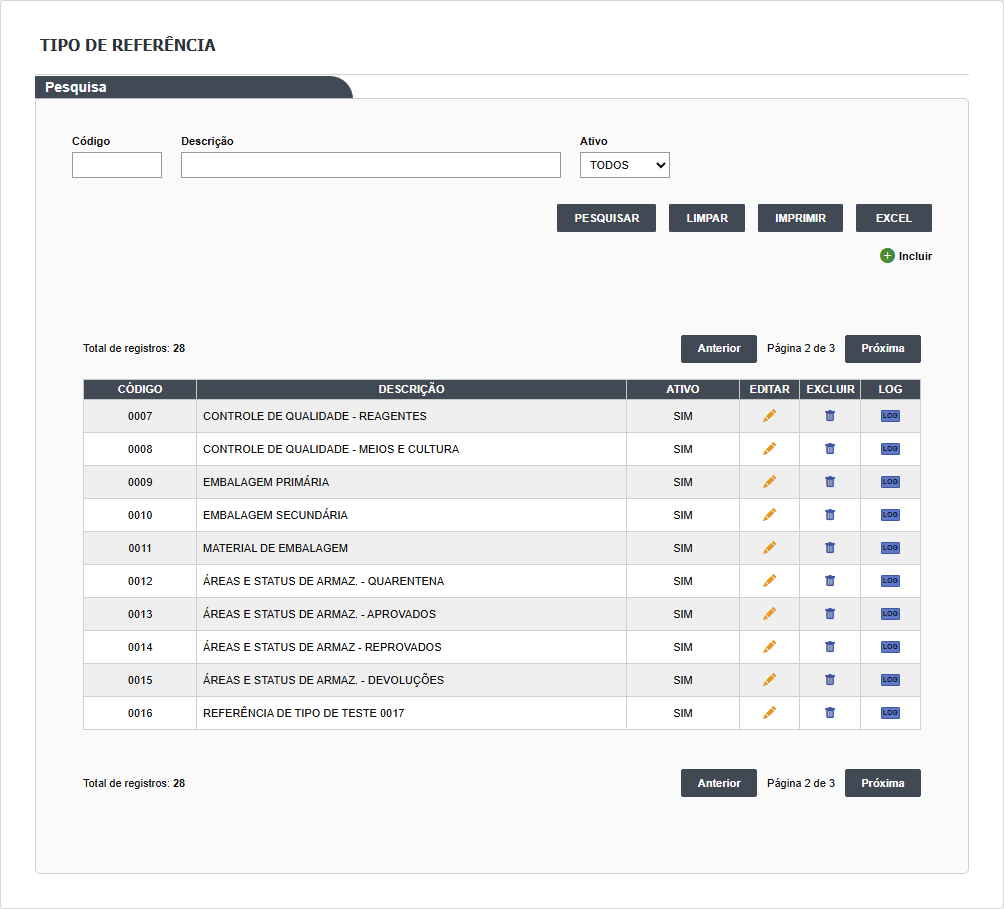 TIPO DE REFERÊNCIA
Pesquisa
Código Descrição Ativo
TODOS
PESQUISAR LIMPAR IMPRIMIR EXCEL
Incluir
Total de registros: 28 Anterior Página 2 de 3 Próxima
CÓDIGO DESCRIÇÃO ATIVO EDITAR EXCLUIR LOG
0007 CONTROLE DE QUALIDADE - REAGENTES SIM LOG
0008 CONTROLE DE QUALIDADE - MEIOS E CULTURA SIM LOG
0009 EMBALAGEM PRIMÁRIA SIM LOG
0010 EMBALAGEM SECUNDÁRIA SIM LOG
0011 MATERIAL DE EMBALAGEM SIM LOG
0012 ÁREAS E STATUS DE ARMAZ. - QUARENTENA SIM LOG
0013 ÁREAS E STATUS DE ARMAZ. - APROVADOS SIM LOG
0014 ÁREAS E STATUS DE ARMAZ - REPROVADOS SIM LOG
0015 ÁREAS E STATUS DE ARMAZ. - DEVOLUÇÕES SIM LOG
0016 REFERÊNCIA DE TIPO DE TESTE 0017 SIM LOG
Total de registros: 28 Anterior Página 2 de 3 Próxima